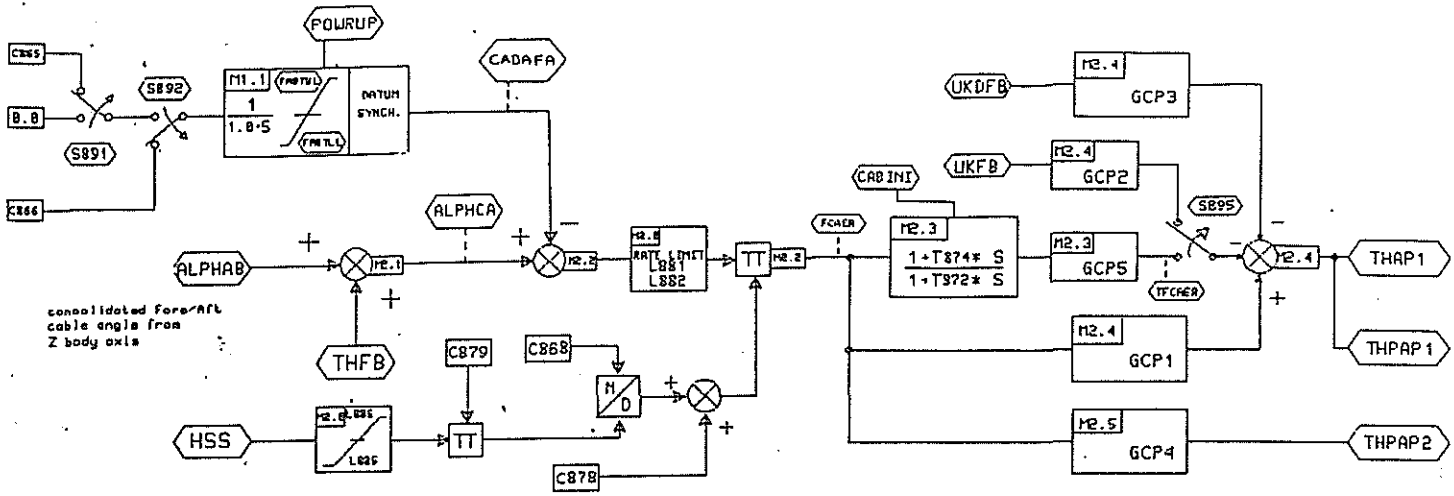 POWRUP
C865
CADAFA
S892
M1.1
DATUM
SYNCH.
1
1.0+S
0.0
S891
C866
UKDFB
M2.4
GCP3
UKFB
M2.4
GCP2
CABINI
S895
ALPHCA
−
+
ALPHAB
+
M2.1
+
THFB
M2.2
RATE LIMIT
L881
L882
TT
M2.2
FCAER
M2.3
1+T874* S
1+T872* S
M2.3
GCP5
TFCAER
−
−
+
M2.4
THAP1
THPAP1
consolidated Fore/Aft
cable angle from
Z body axis
C879
C868
N
D
+
+
M2.4
GCP1
HSS
TT
C878
M2.5
GCP4
THPAP2